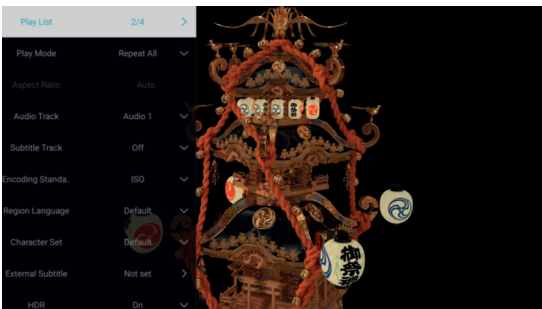 Play List 2/4
Play Mode Repeat All
Aspect Ratio Auto
Audio Track Audio 1
Subtitle Track Off
Encoding Standa.. ISO
Region Language Default
Character Set Default
External Subtitle Not set
HDR On
御祭禮